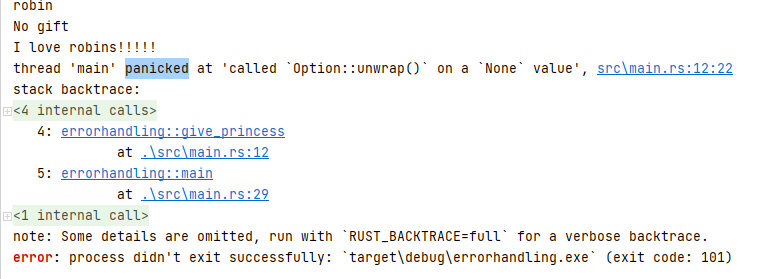 robin
No gift
I love robins!!!!!
thread 'main' panicked at 'called `Option::unwrap()` on a `None` value', src\main.rs:12:22
stack backtrace:
<4 internal calls>
4: errorhandling::give_princess
at .\src\main.rs:12
5: errorhandling::main
at .\src\main.rs:29
<1 internal call>
note: Some details are omitted, run with `RUST_BACKTRACE=full` for a verbose backtrace.
error: process didn't exit successfully: `target\debug\errorhandling.exe` (exit code: 101)